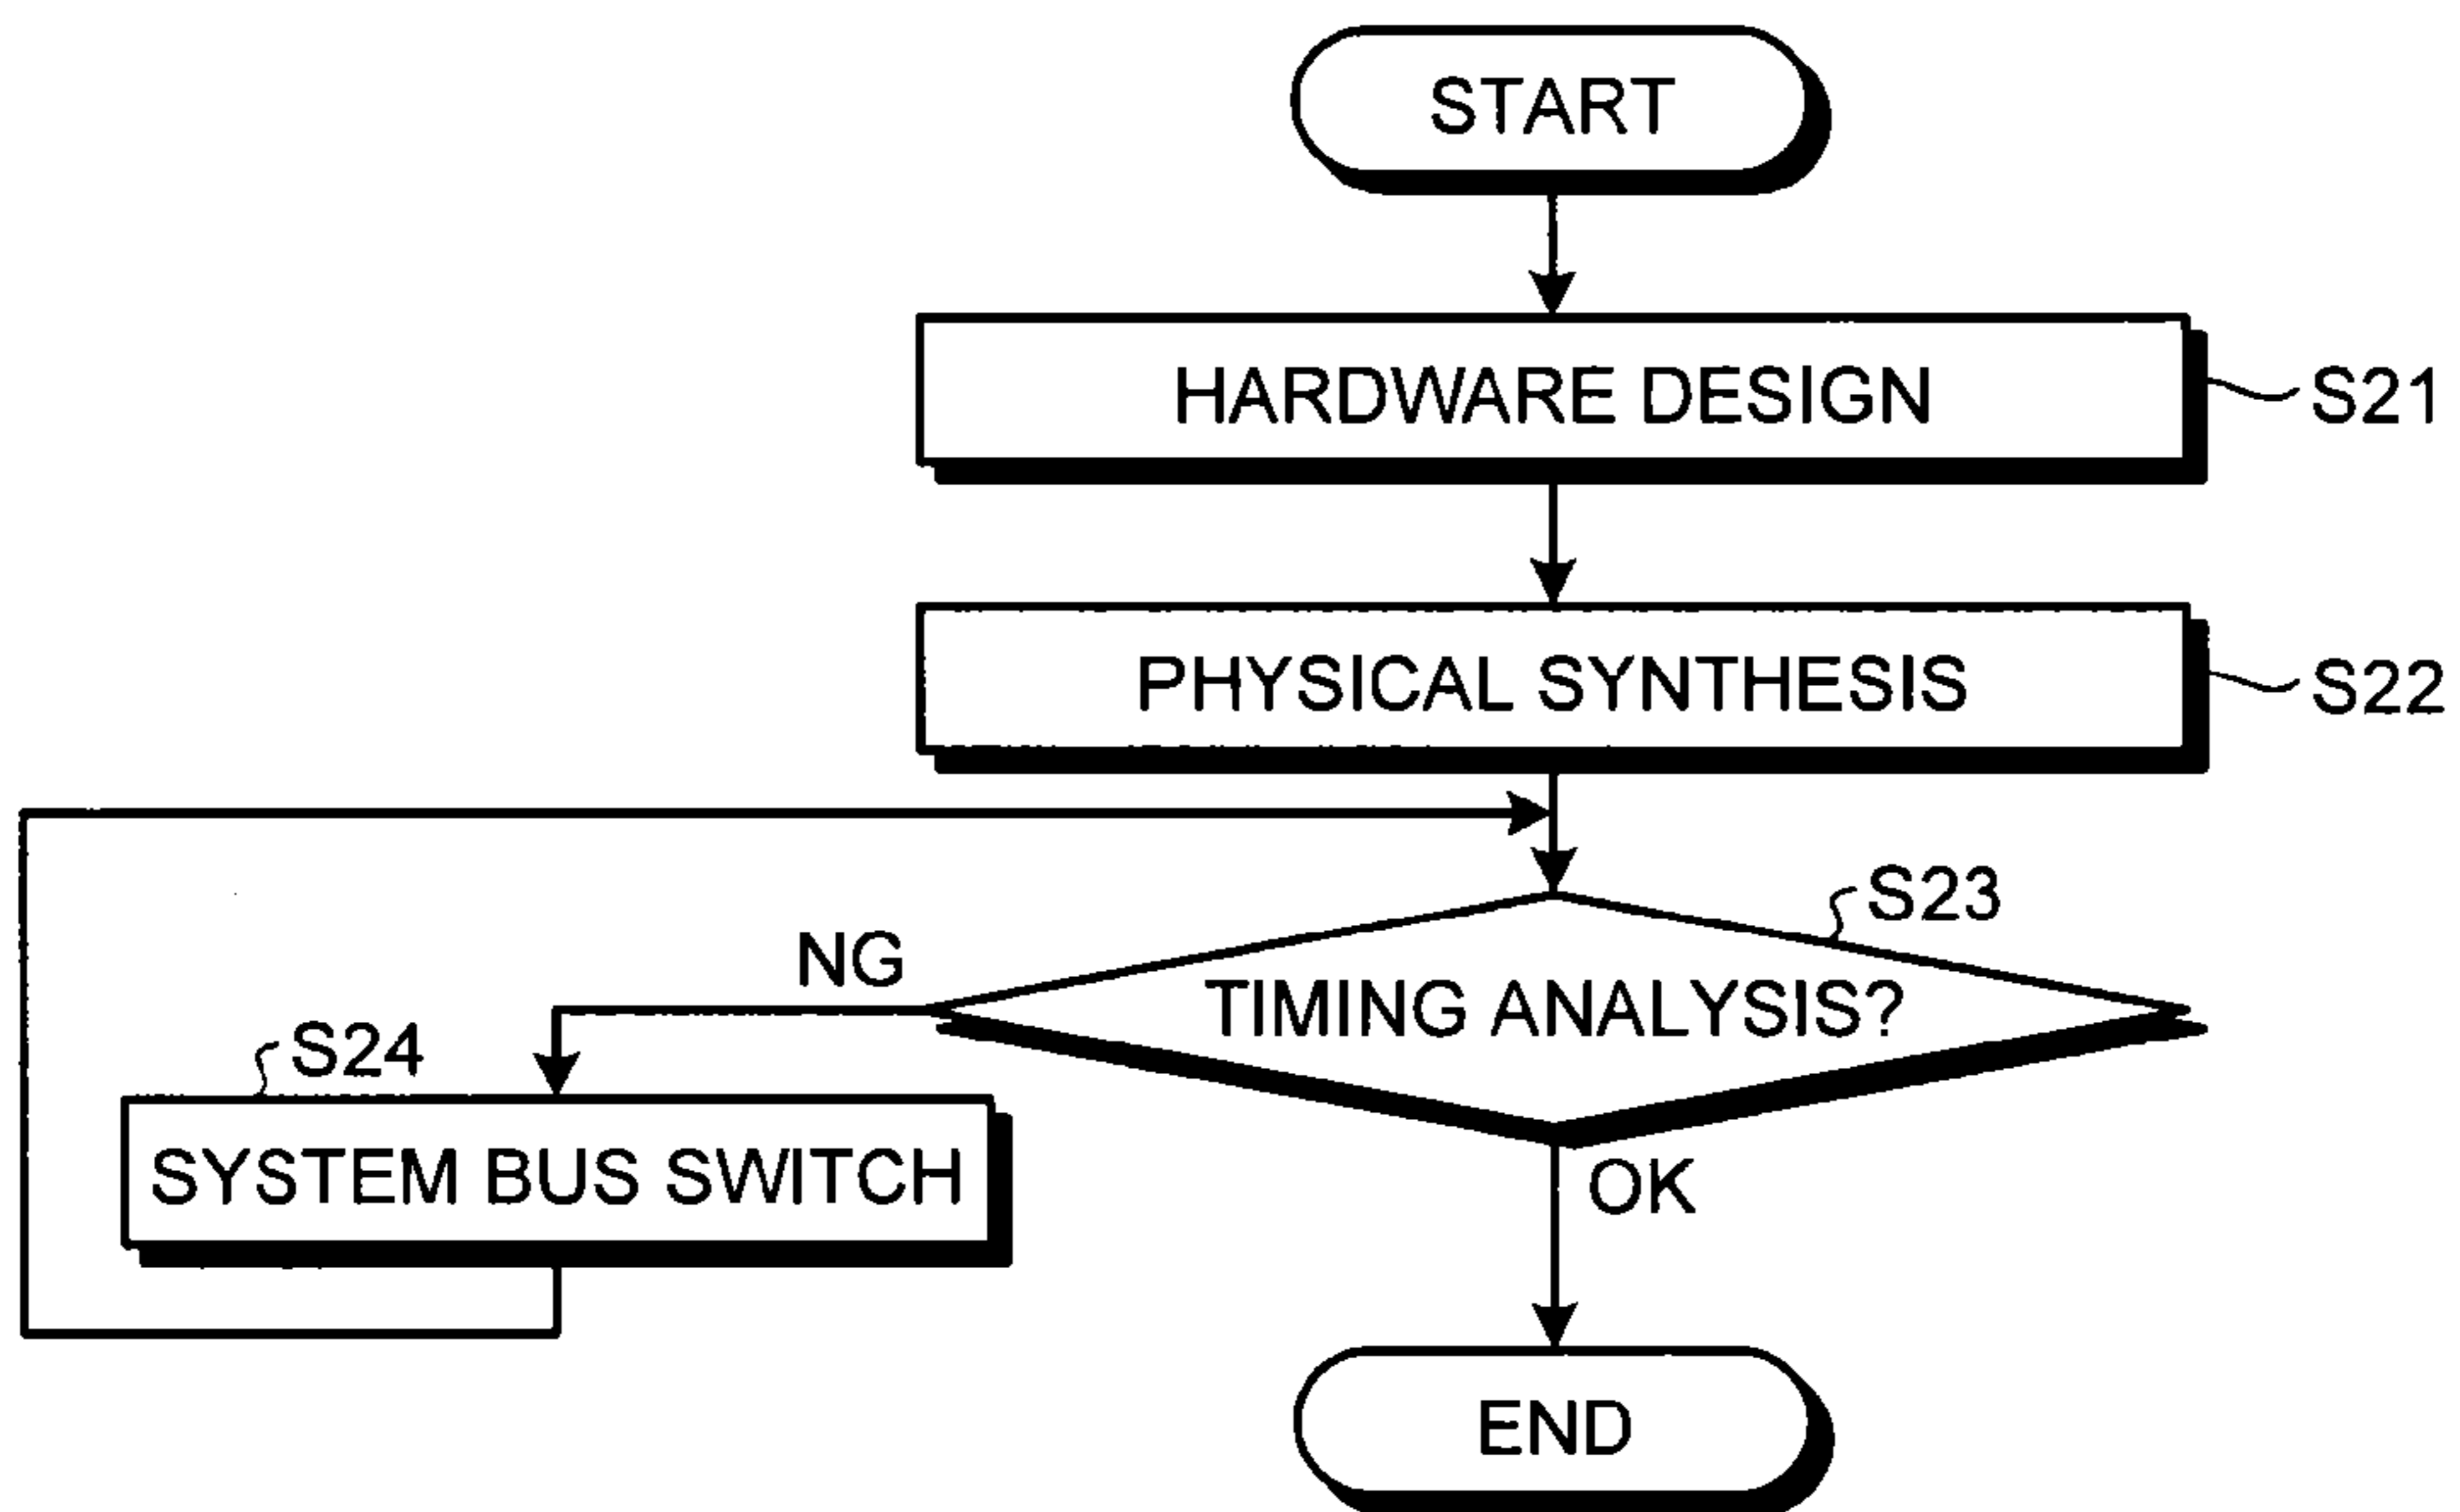 START
HARDWARE DESIGN
S21
PHYSICAL SYNTHESIS
S22
S23
NG
TIMING ANALYSIS?
S24
SYSTEM BUS SWITCH
OK
END